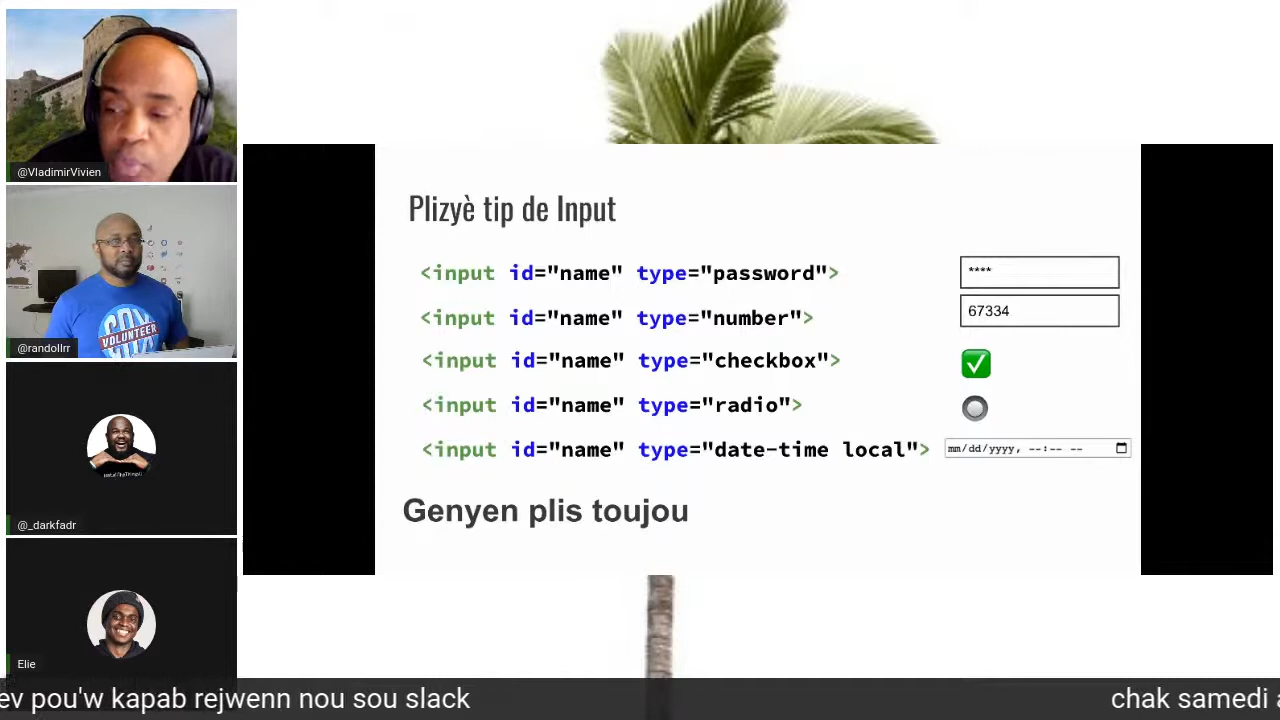 @VladimirVivien
@randollrr
VOLUNTEER
@_darkfadr
Elie
Plizyè tip de Input
<input id="name" type="password"> ****
<input id="name" type="number"> 67334
<input id="name" type="checkbox">
<input id="name" type="radio">
<input id="name" type="date-time local"> mm/dd/yyyy, --:-- --
Genyen plis toujou
ev pou'w kapab rejwenn nou sou slack
chak samedi a